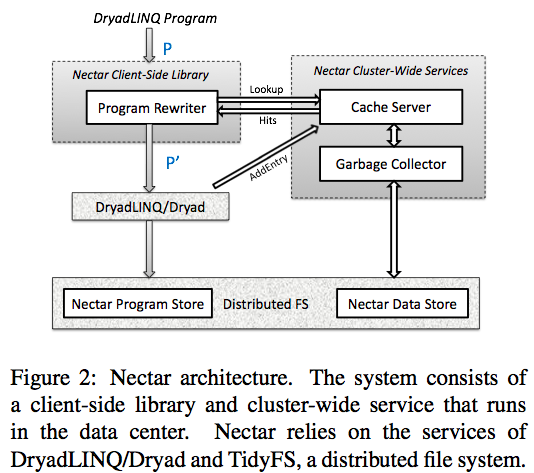 DryadLINQ Program
P
Nectar Client-Side Library
Nectar Cluster-Wide Services
Program Rewriter
Lookup
Hits
Cache Server
P’
AddEntry
Garbage Collector
DryadLINQ/Dryad
Nectar Program Store
Distributed FS
Nectar Data Store
Figure 2: Nectar architecture. The system consists of
a client-side library and cluster-wide service that runs
in the data center. Nectar relies on the services of
DryadLINQ/Dryad and TidyFS, a distributed file system.